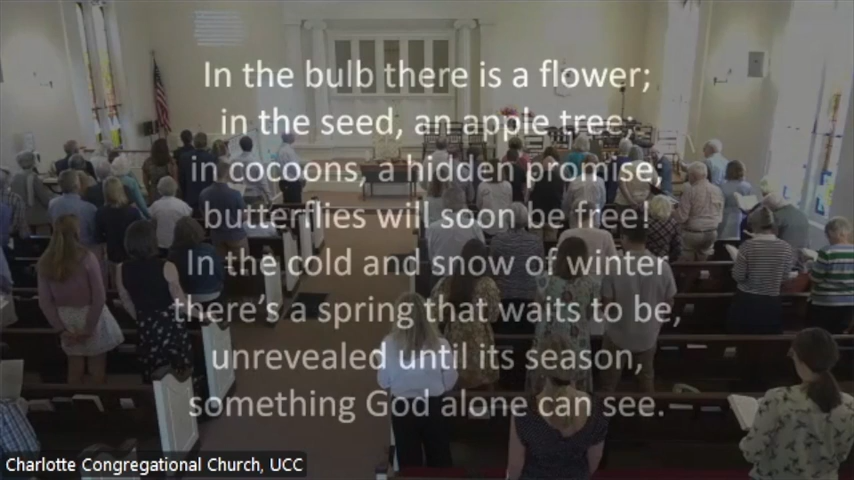 In the bulb there is a flower;
in the seed, an apple tree;
in cocoons, a hidden promise,
butterflies will soon be free!
In the cold and snow of winter
there's a spring that waits to be,
unrevealed until its season,
something God alone can see.
Charlotte Congregational Church, UCC